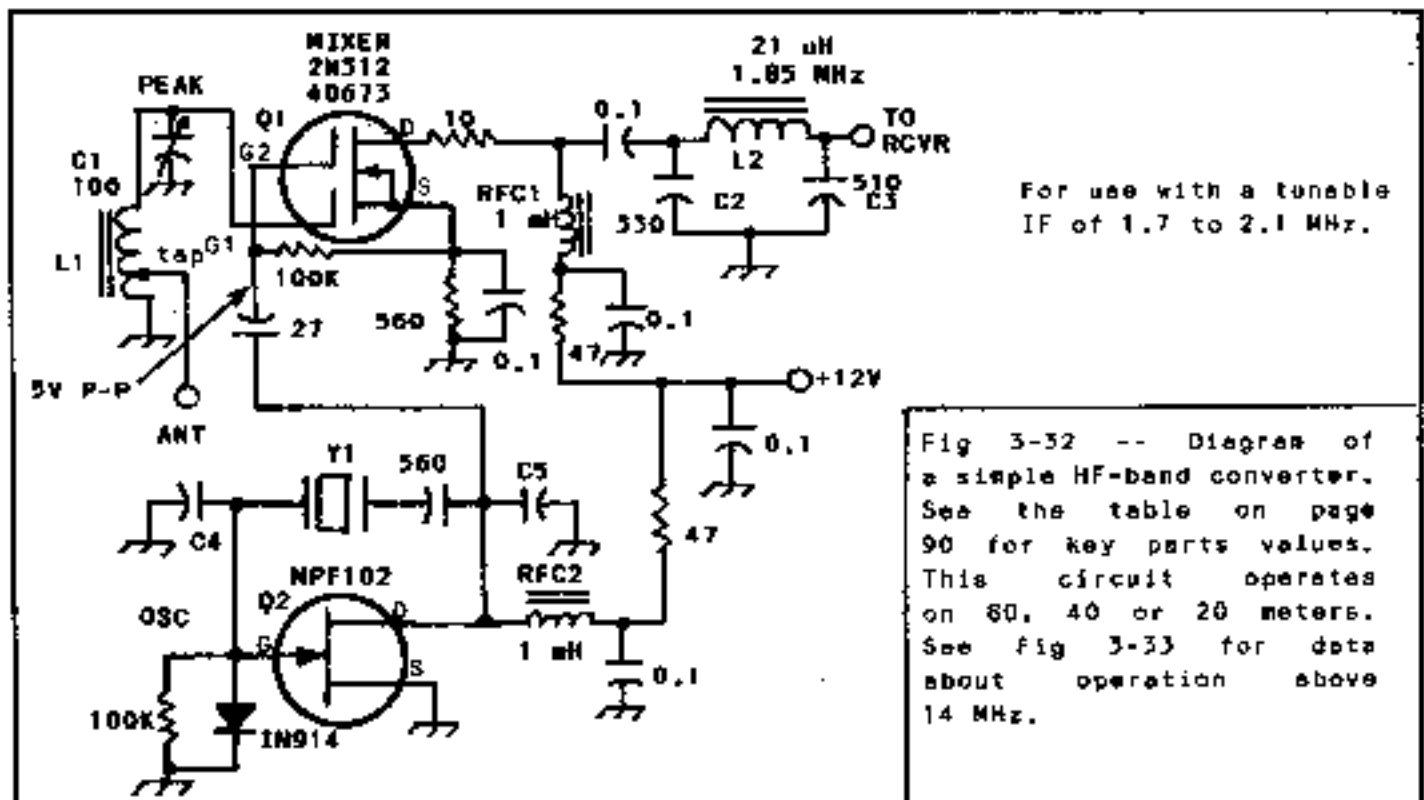 MIXER
2N312
40673
PEAK
Q1
G2
D
S
10
0.1
21 uH
1.85 MHz
L2
TO
RCVR
C1
100
L1
tap
G1
100K
RFC1
1 mH
330
C2
510
C3
For use with a tunable
IF of 1.7 to 2.1 MHz.
27
560
0.1
47
0.1
5V P-P
ANT
+12V
0.1
Y1
560
C5
C4
47
MPF102
RFC2
1 mH
0.1
OSC
Q2
D
G
S
100K
1N914
Fig 3-32 -- Diagram of
a simple HF-band converter.
See the table on page
90 for key parts values.
This circuit operates
on 80, 40 or 20 meters.
See Fig 3-33 for data
about operation above
14 MHz.